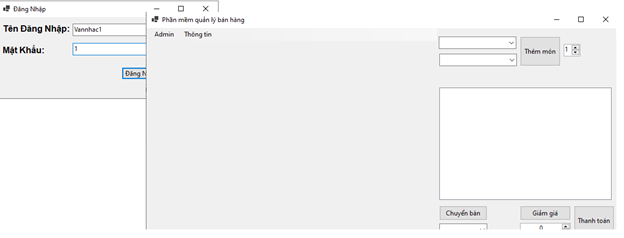 Đăng Nhập
Tên Đăng Nhập:
Vannhac1
Mật Khẩu:
1
Đăng N
Phần mềm quản lý bán hàng
Admin Thông tin
Thêm món
1
Chuyển bàn
Giảm giá
0
Thanh toán